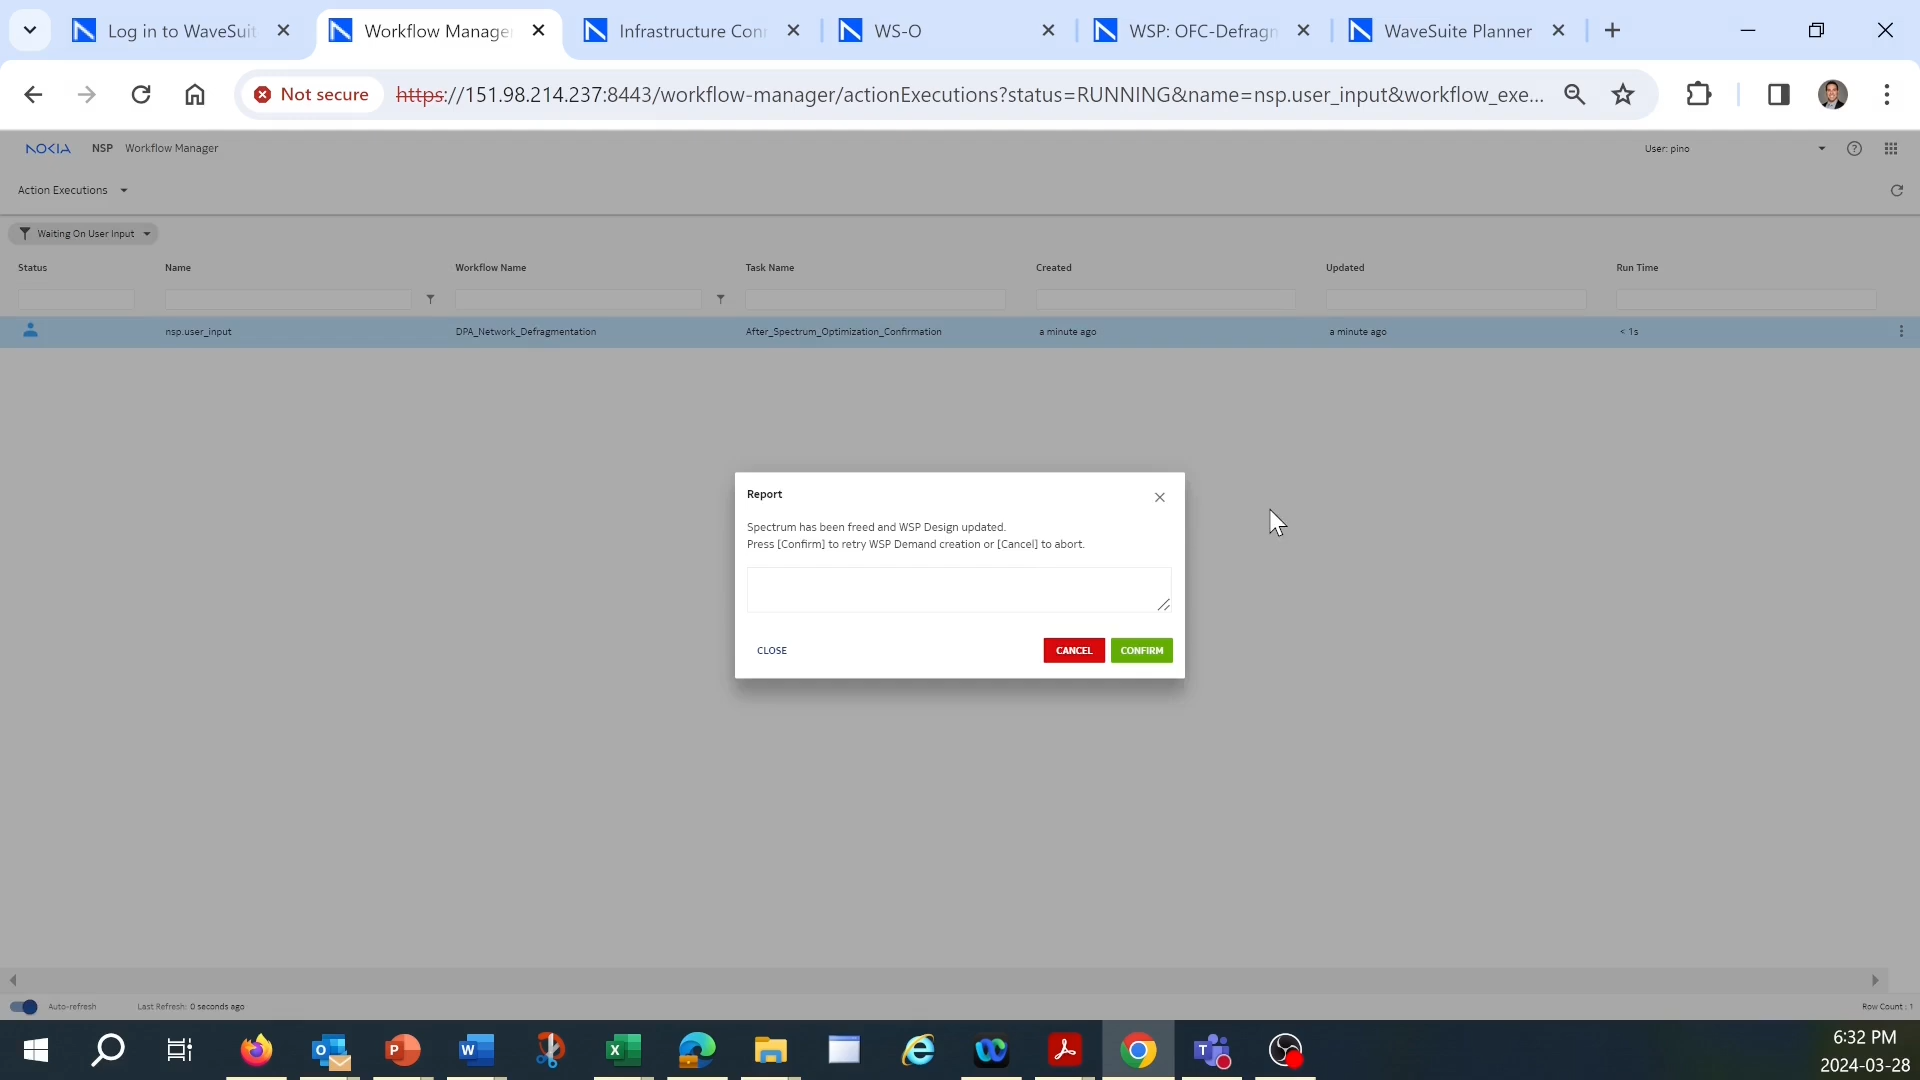 Log in to WaveSuit
Workflow Manage
Infrastructure Con
WS-O
WSP: OFC-Defrag
WaveSuite Planner
Not secure
https://151.98.214.237:8443/workflow-manager/actionExecutions?status=RUNNING&name=nsp.user_input&workflow_exe...
NOKIA NSP Workflow Manager
User: pino
Action Executions
Waiting On User Input
Status Name Workflow Name Task Name Created Updated Run Time
nsp.user_input DPA_Network_Defragmentation After_Spectrum_Optimization_Confirmation a minute ago a minute ago < 1s
Report
Spectrum has been freed and WSP Design updated.
Press [Confirm] to retry WSP Demand creation or [Cancel] to abort.
CLOSE CANCEL CONFIRM
Auto-refresh Last Refresh: 0 seconds ago Row Count : 1
6:32 PM
2024-03-28